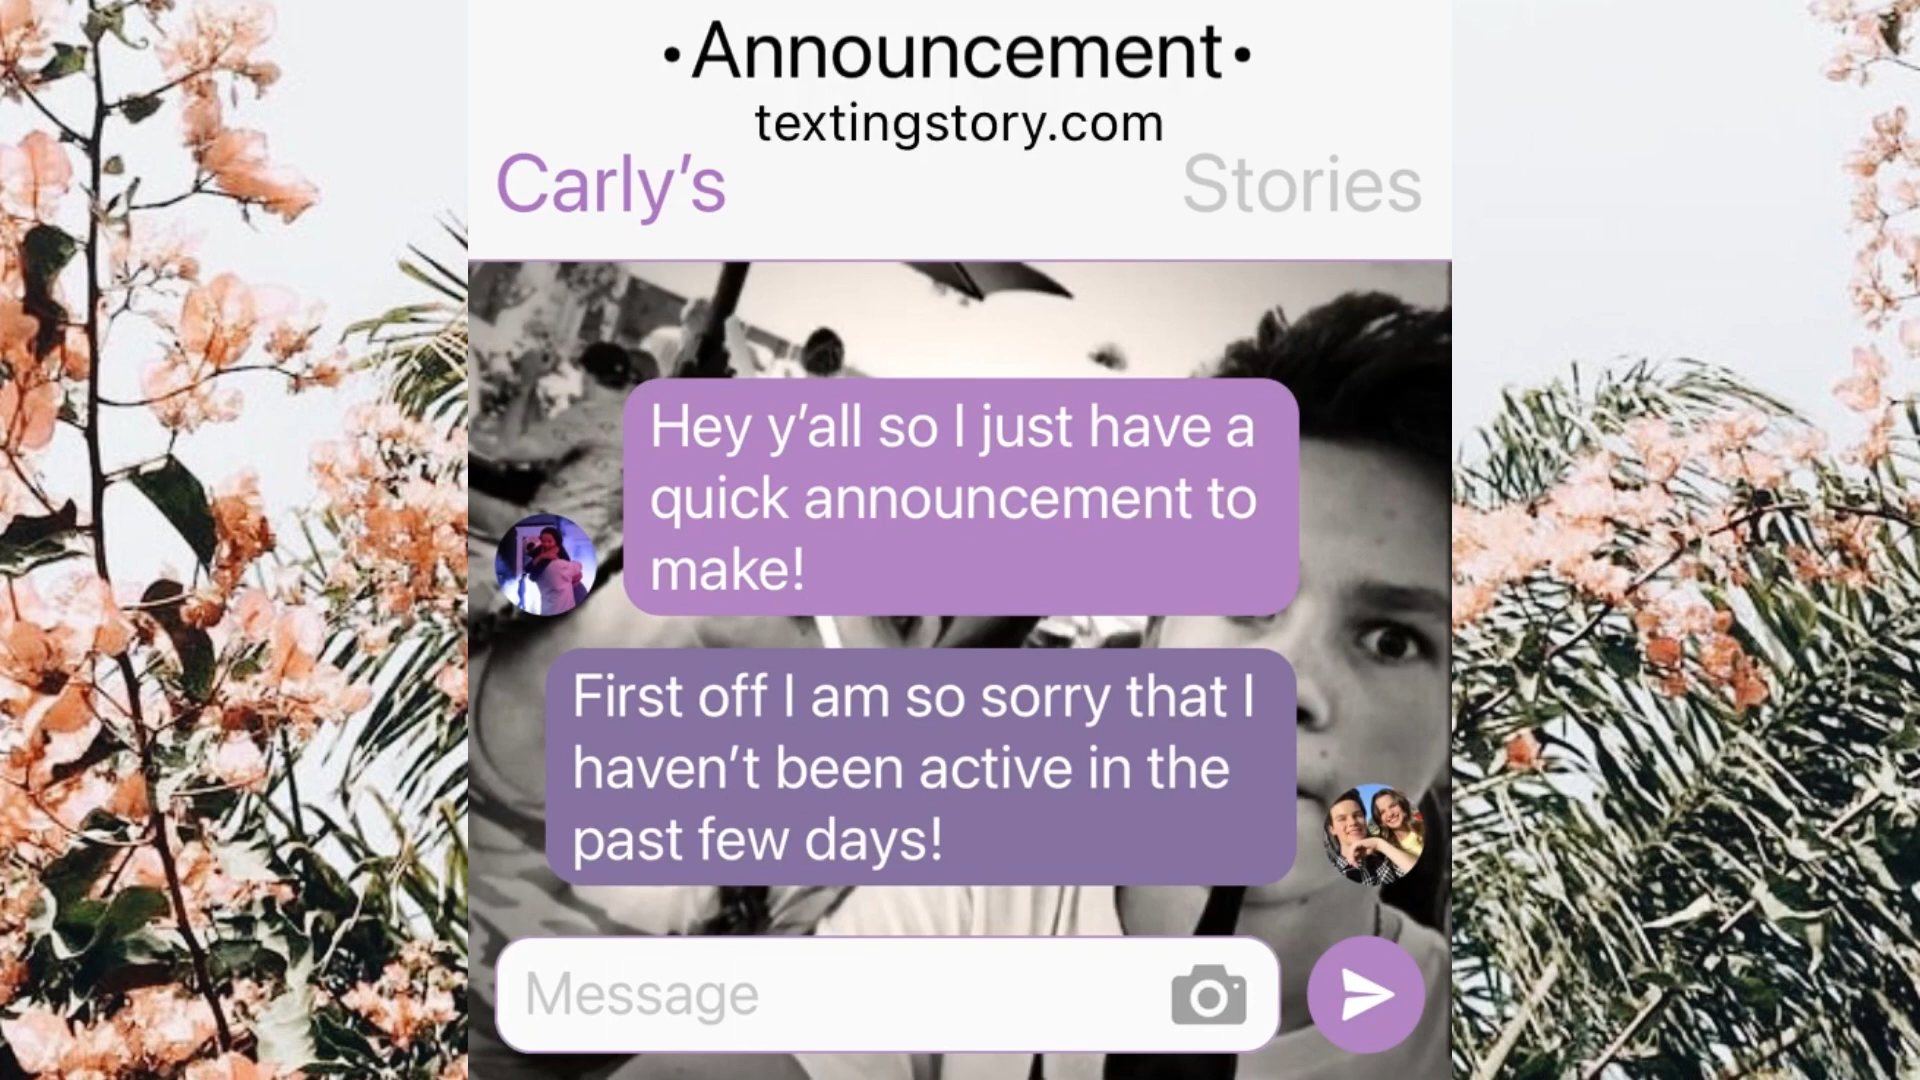 •Announcement•
textingstory.com
Carly’s Stories
Hey y’all so I just have a
quick announcement to
make!
First off I am so sorry that I
haven’t been active in the
past few days!
Message